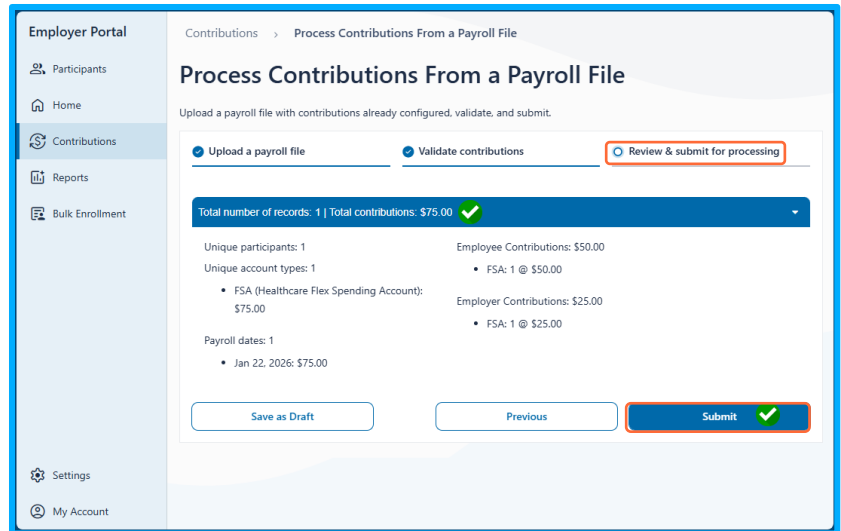 Employer Portal
Participants
Home
Contributions
Reports
Bulk Enrollment
Settings
My Account
Contributions > Process Contributions From a Payroll File
Process Contributions From a Payroll File
Upload a payroll file with contributions already configured, validate, and submit.
Upload a payroll file
Validate contributions
Review & submit for processing
Total number of records: 1 | Total contributions: $75.00
Unique participants: 1
Unique account types: 1
• FSA (Healthcare Flex Spending Account):
$75.00
Payroll dates: 1
• Jan 22, 2026: $75.00
Employee Contributions: $50.00
• FSA: 1 @ $50.00
Employer Contributions: $25.00
• FSA: 1 @ $25.00
Save as Draft
Previous
Submit